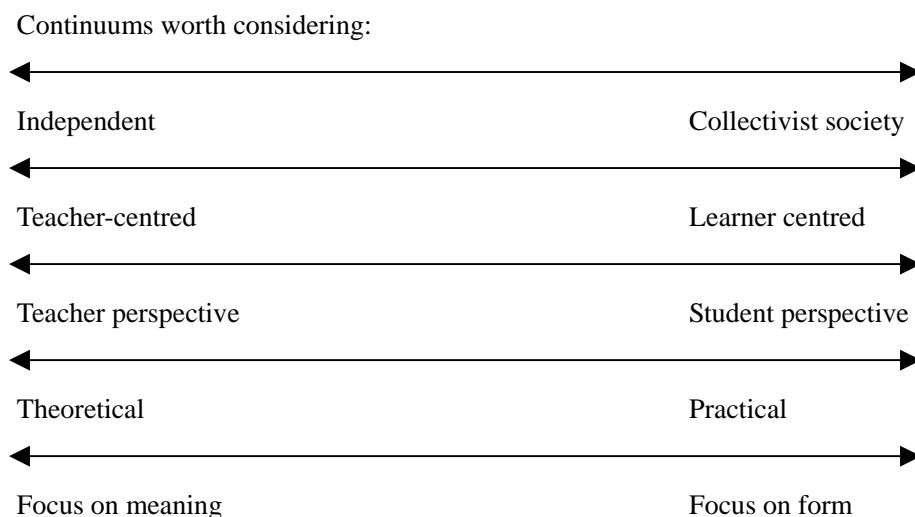 Continuums worth considering:
Independent Collectivist society
Teacher-centred Learner centred
Teacher perspective Student perspective
Theoretical Practical
Focus on meaning Focus on form